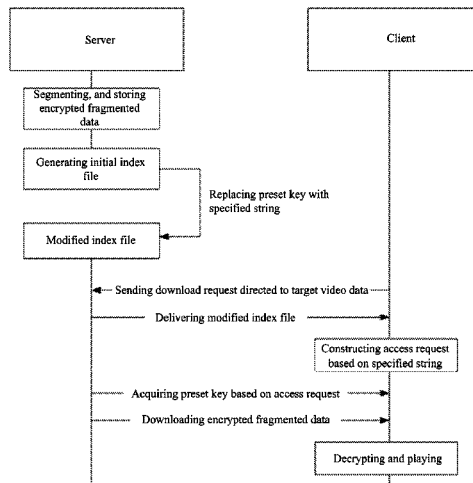 Server
Client
Segmenting, and storing
encrypted fragmented
data
Generating initial index
file
Replacing preset key with
specified string
Modified index file
Sending download request directed to target video data
Delivering modified index file
Constructing access request
based on specified string
Acquiring preset key based on access request
Downloading encrypted fragmented data
Decrypting and playing